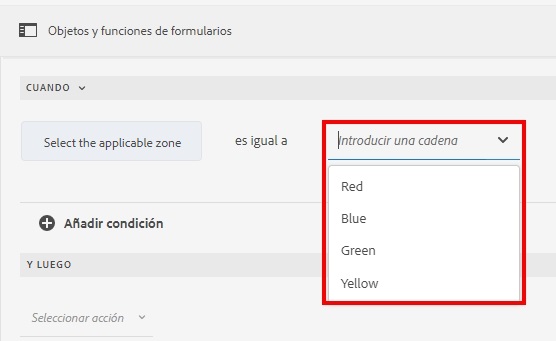 Objetos y funciones de formularios
CUANDO
Select the applicable zone es igual a Introducir una cadena
Red
Blue
Green
Yellow
Añadir condición
Y LUEGO
Seleccionar acción